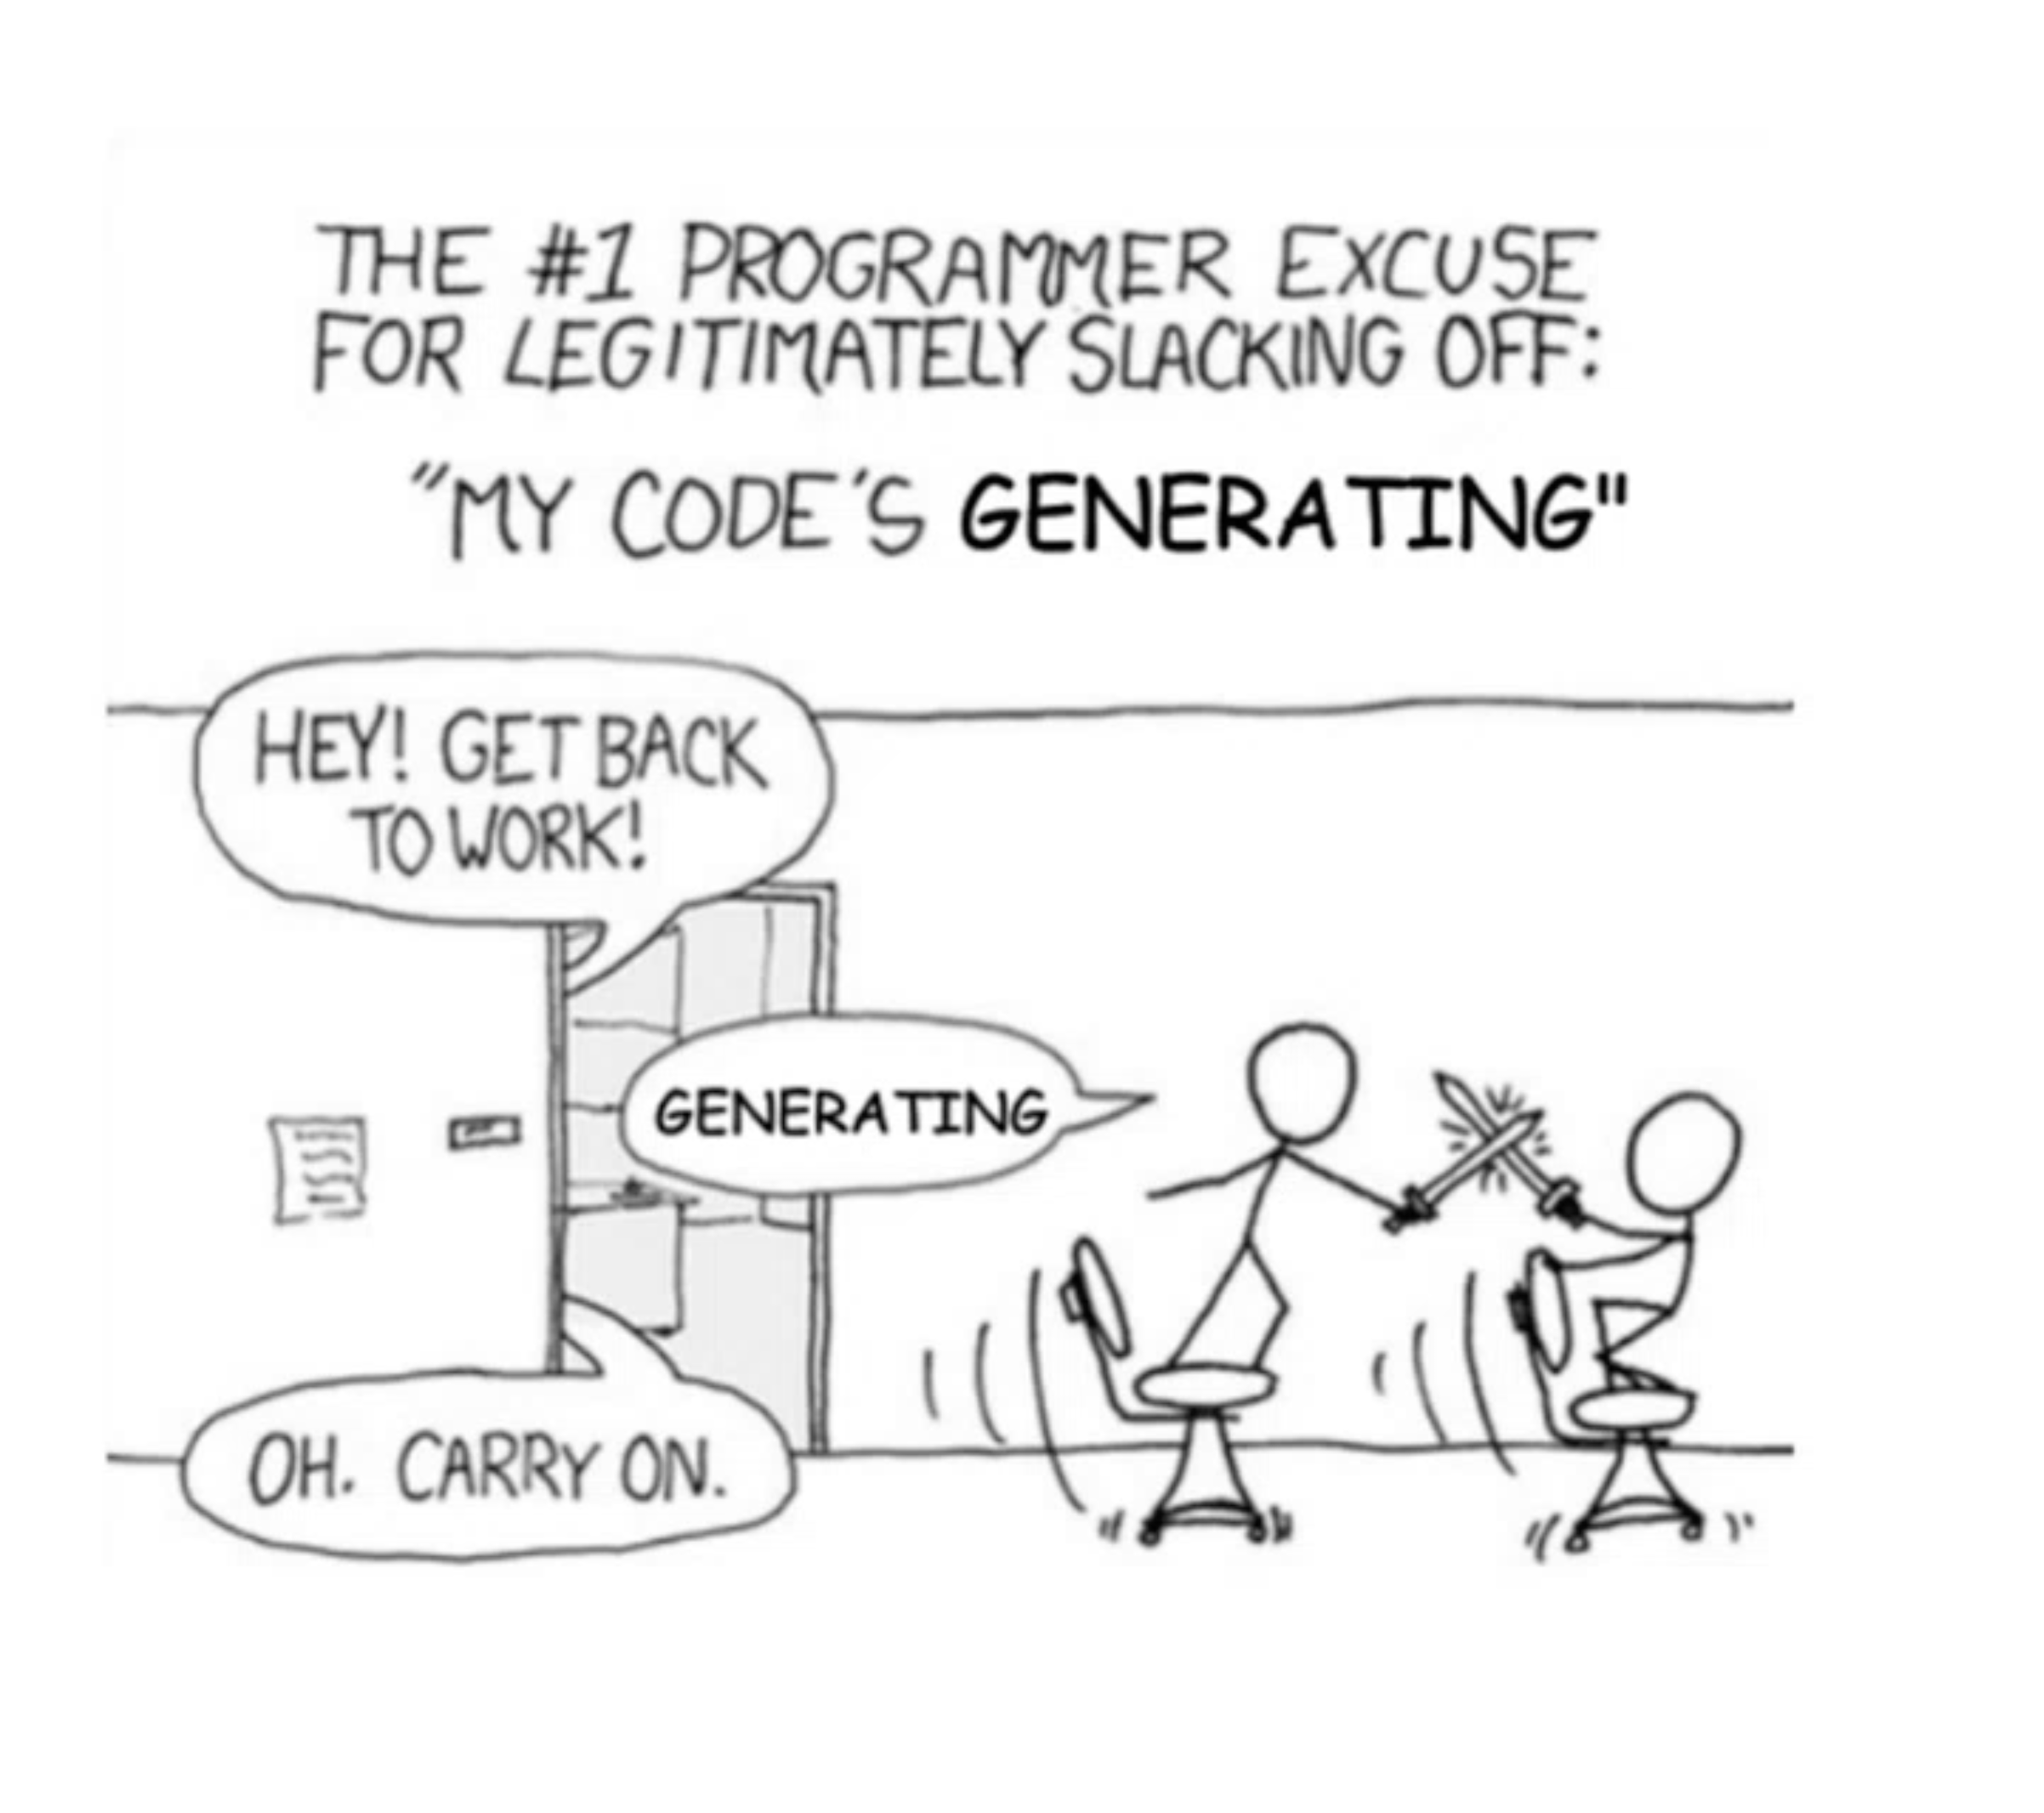 THE #1 PROGRAMMER EXCUSE
FOR LEGITIMATELY SLACKING OFF:
"MY CODE'S GENERATING"
HEY! GET BACK
TO WORK!
GENERATING
OH. CARRY ON.